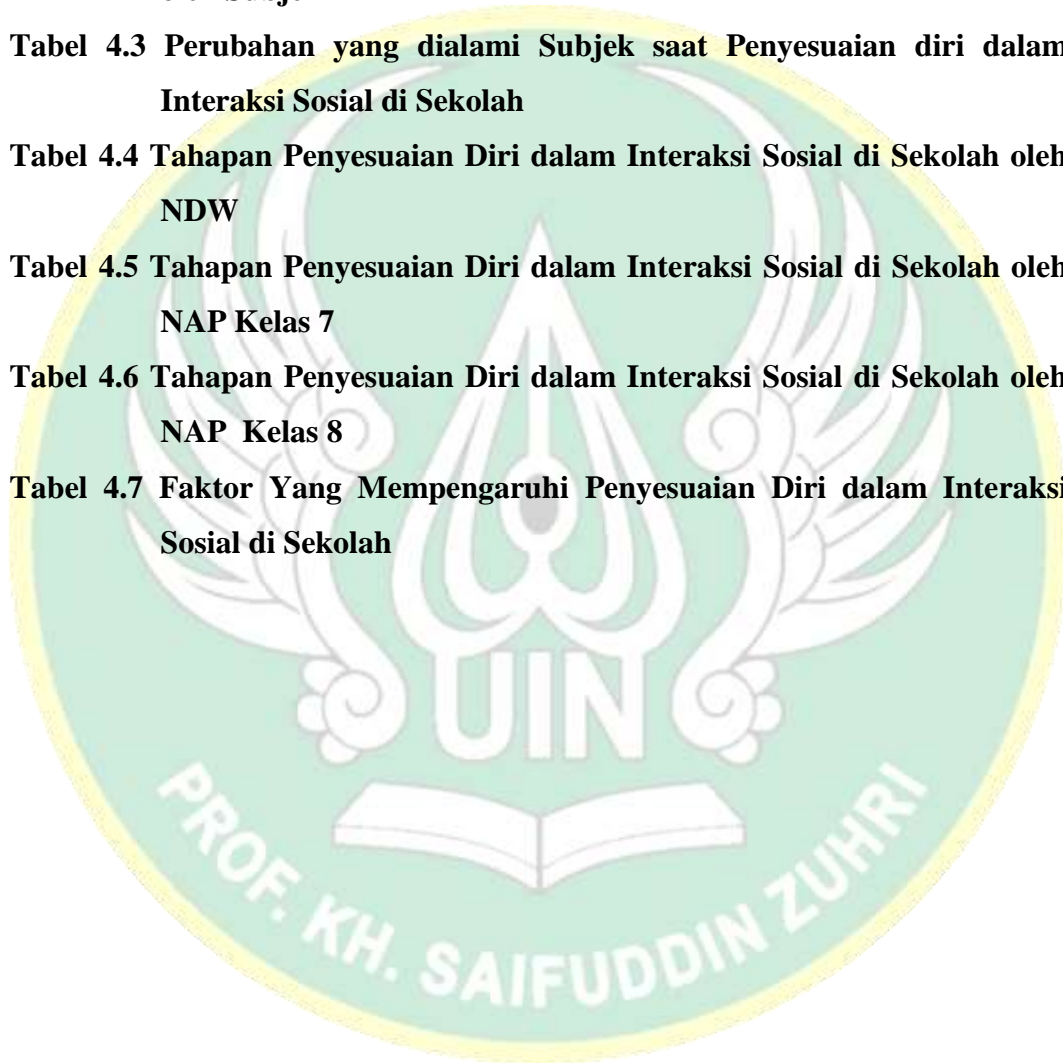 Tabel 4.3 Perubahan yang dialami Subjek saat Penyesuaian diri dalam
Interaksi Sosial di Sekolah
Tabel 4.4 Tahapan Penyesuaian Diri dalam Interaksi Sosial di Sekolah oleh
NDW
Tabel 4.5 Tahapan Penyesuaian Diri dalam Interaksi Sosial di Sekolah oleh
NAP Kelas 7
Tabel 4.6 Tahapan Penyesuaian Diri dalam Interaksi Sosial di Sekolah oleh
NAP Kelas 8
Tabel 4.7 Faktor Yang Mempengaruhi Penyesuaian Diri dalam Interaksi
Sosial di Sekolah
UIN
PROF. KH. SAIFUDDIN ZUHRI